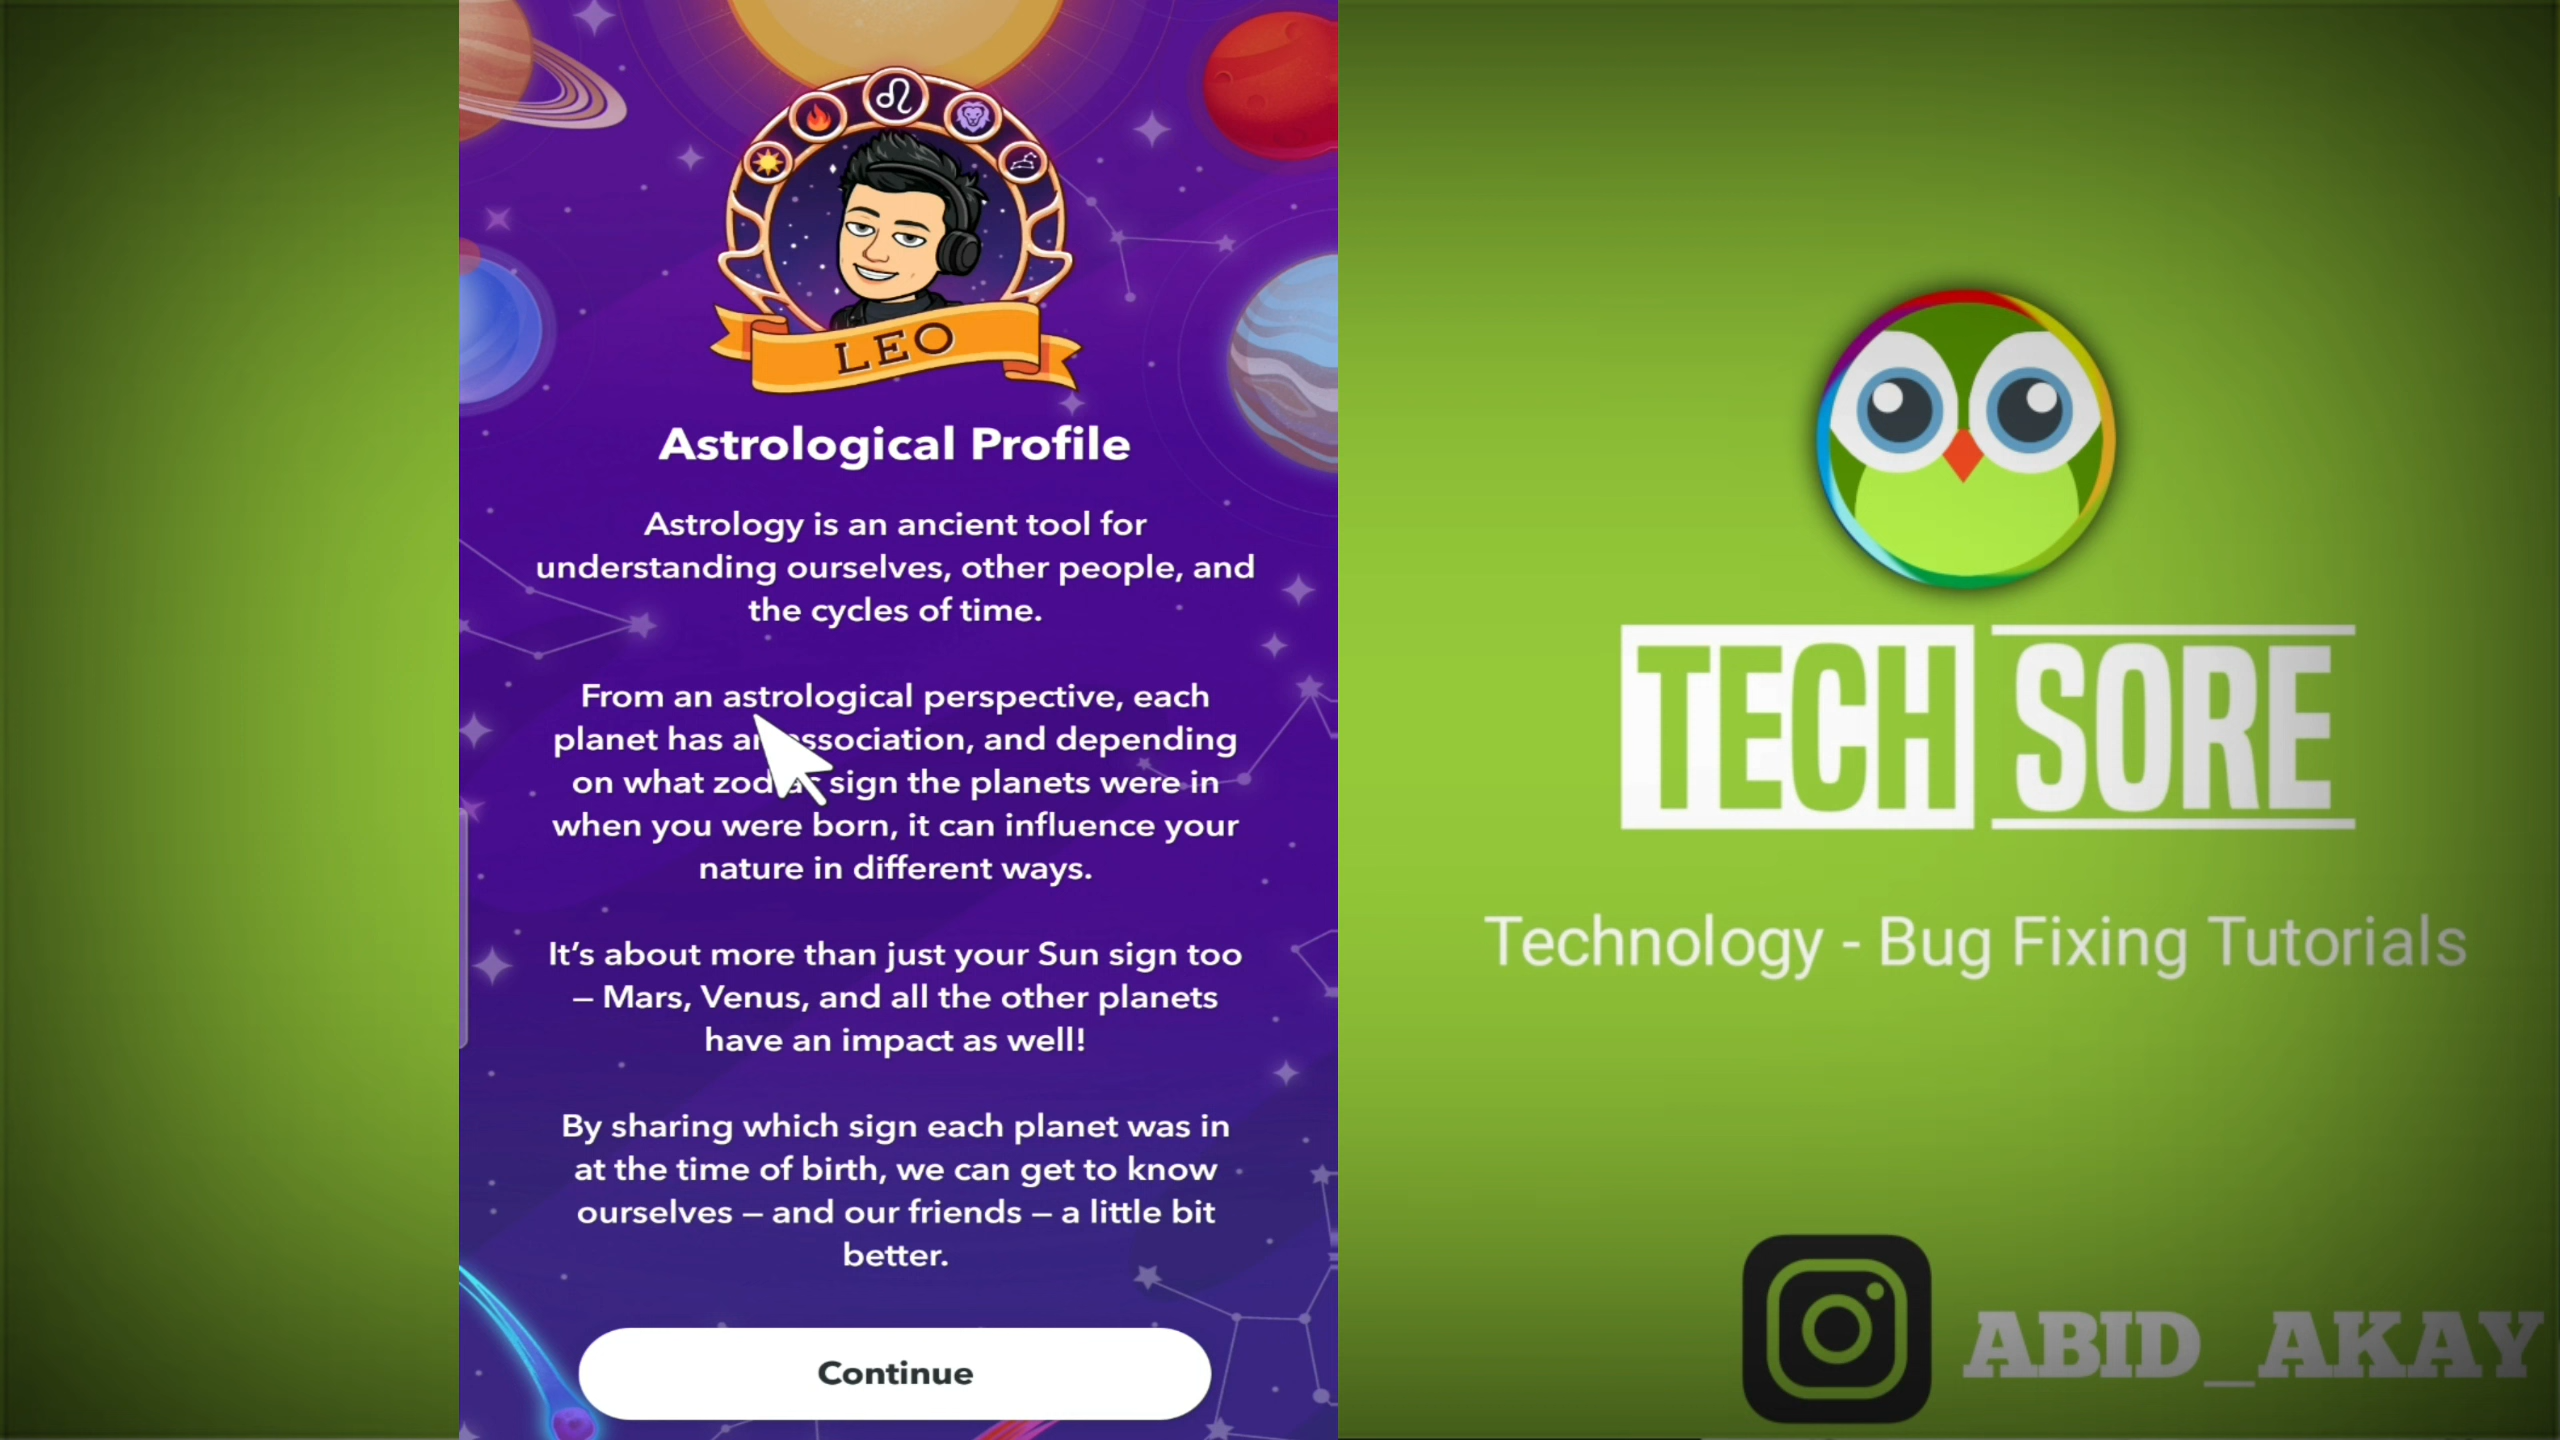 LEO
Astrological Profile
Astrology is an ancient tool for
understanding ourselves, other people, and
the cycles of time.
From an astrological perspective, each
planet has an association, and depending
on what zodiac sign the planets were in
when you were born, it can influence your
nature in different ways.
It's about more than just your Sun sign too
– Mars, Venus, and all the other planets
have an impact as well!
By sharing which sign each planet was in
at the time of birth, we can get to know
ourselves – and our friends – a little bit
better.
Continue
TECH SORE
Technology - Bug Fixing Tutorials
ABID_AKAY